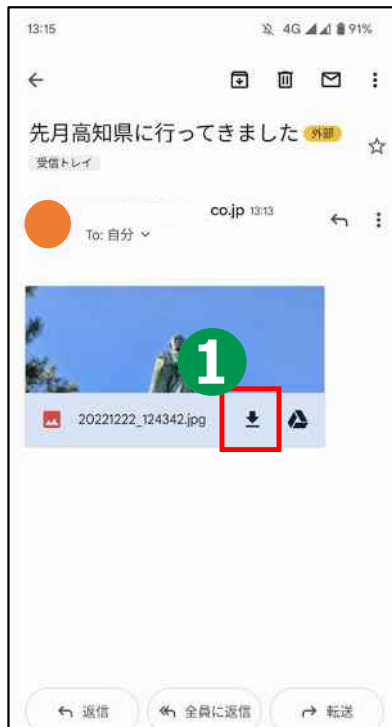 13:15 4G 91%
先月高知県に行ってきました 外部
受信トレイ
co.jp 13:13
To: 自分
1
20221222_124342.jpg
返信 全員に返信 転送